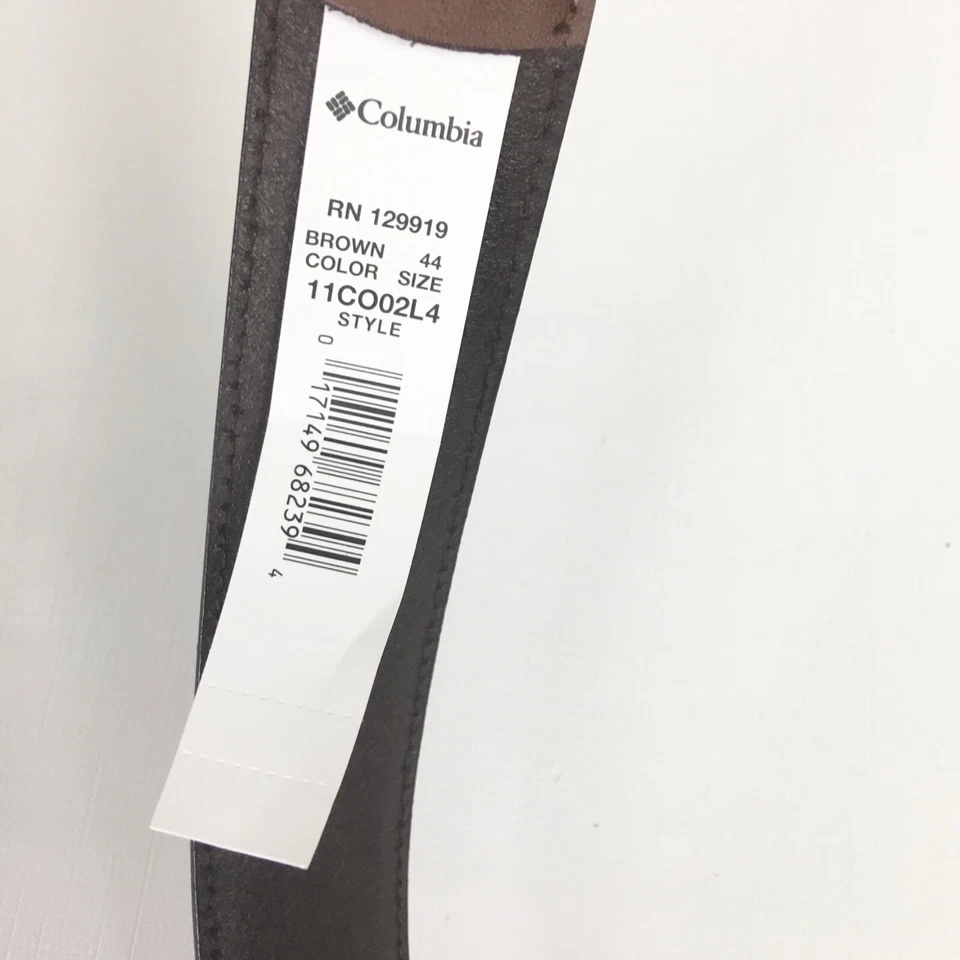 Columbia
RN 129919
BROWN 44
COLOR SIZE
11CO02L4
STYLE
0 17149 68239 4